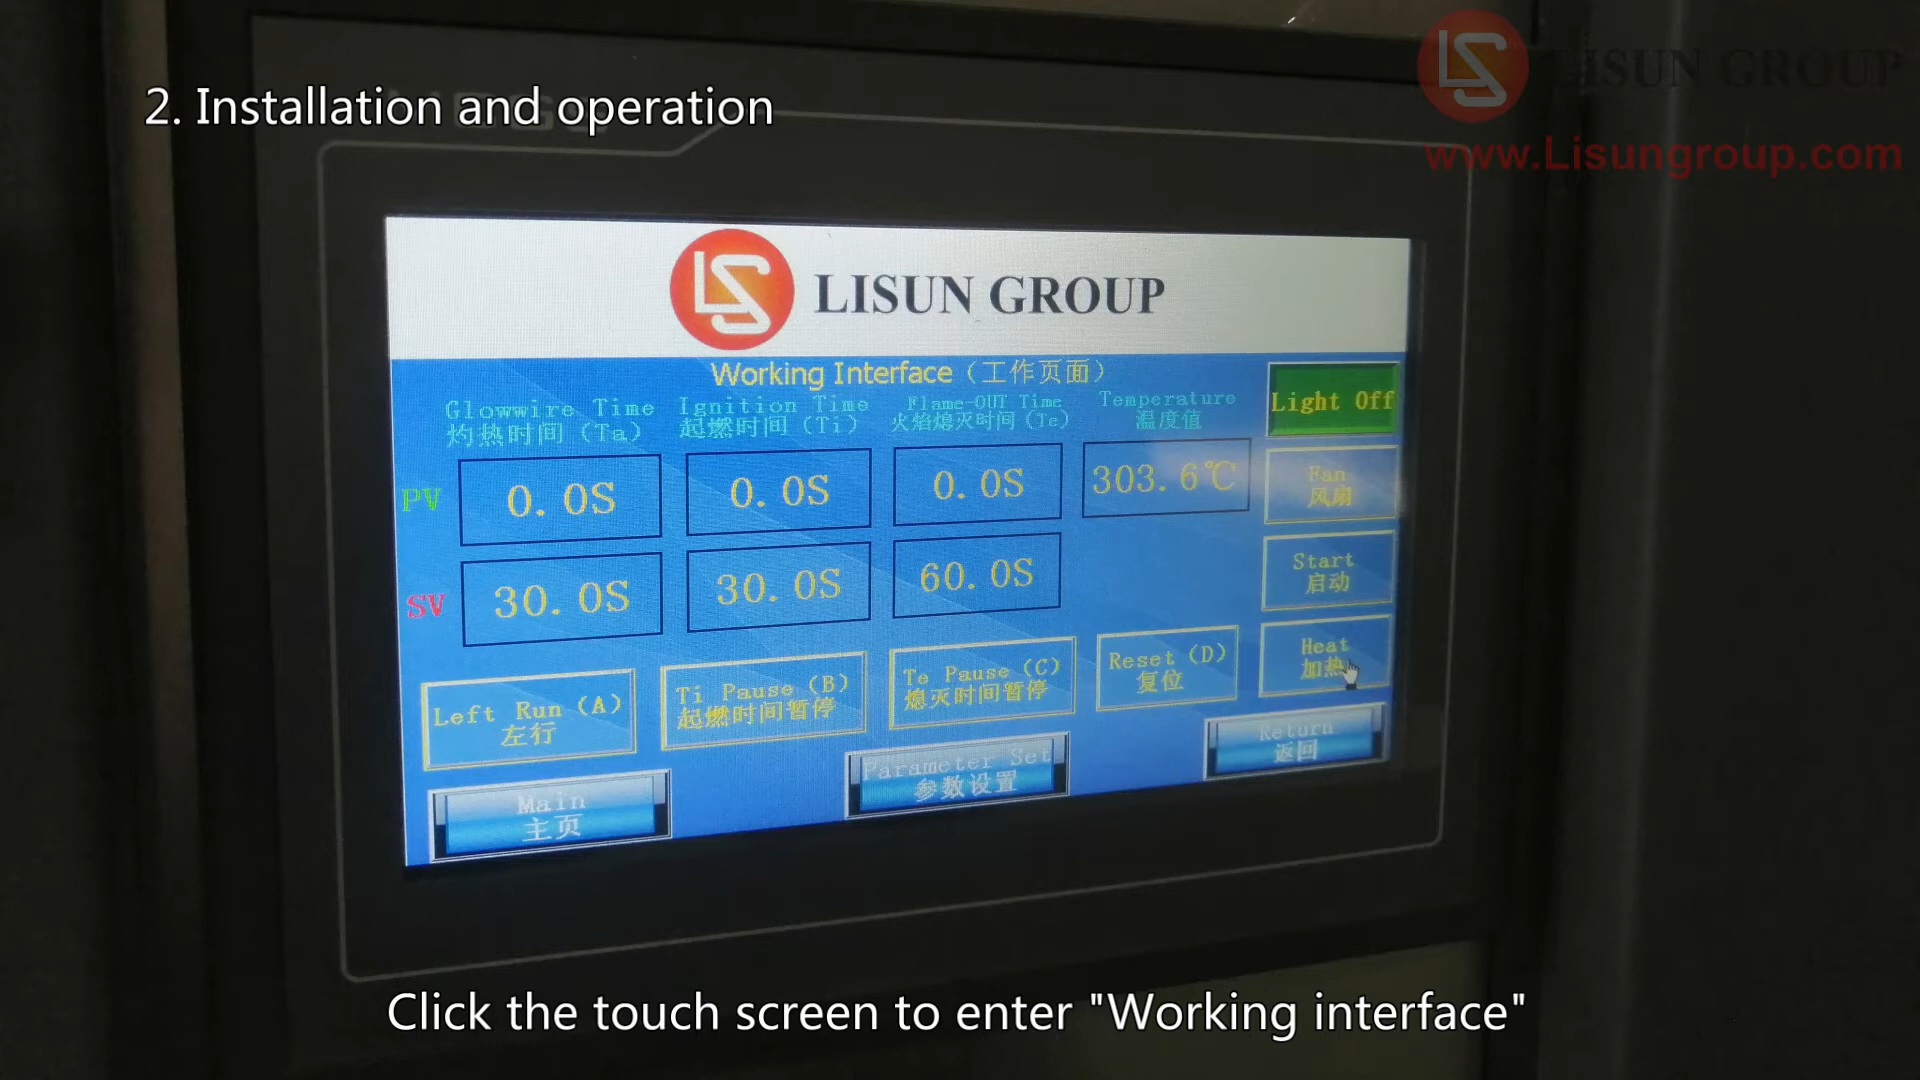 2. Installation and operation
LISUN GROUP
www.Lisungroup.com
LISUN GROUP
Working Interface（工作页面）
Glowwire Time
灼热时间（Ta）
Ignition Time
起燃时间（Ti）
Flame-OUT Time
火焰熄灭时间（Te）
Temperature
温度值
Light Off
PV
0.0S
0.0S
0.0S
303.6℃
Fan
风扇
SV
30.0S
30.0S
60.0S
Start
启动
Left Run（A）
左行
Ti Pause（B）
起燃时间暂停
Te Pause（C）
熄灭时间暂停
Reset（D）
复位
Heat
加热
Main
主页
Parameter Set
参数设置
Return
返回
Click the touch screen to enter "Working interface"